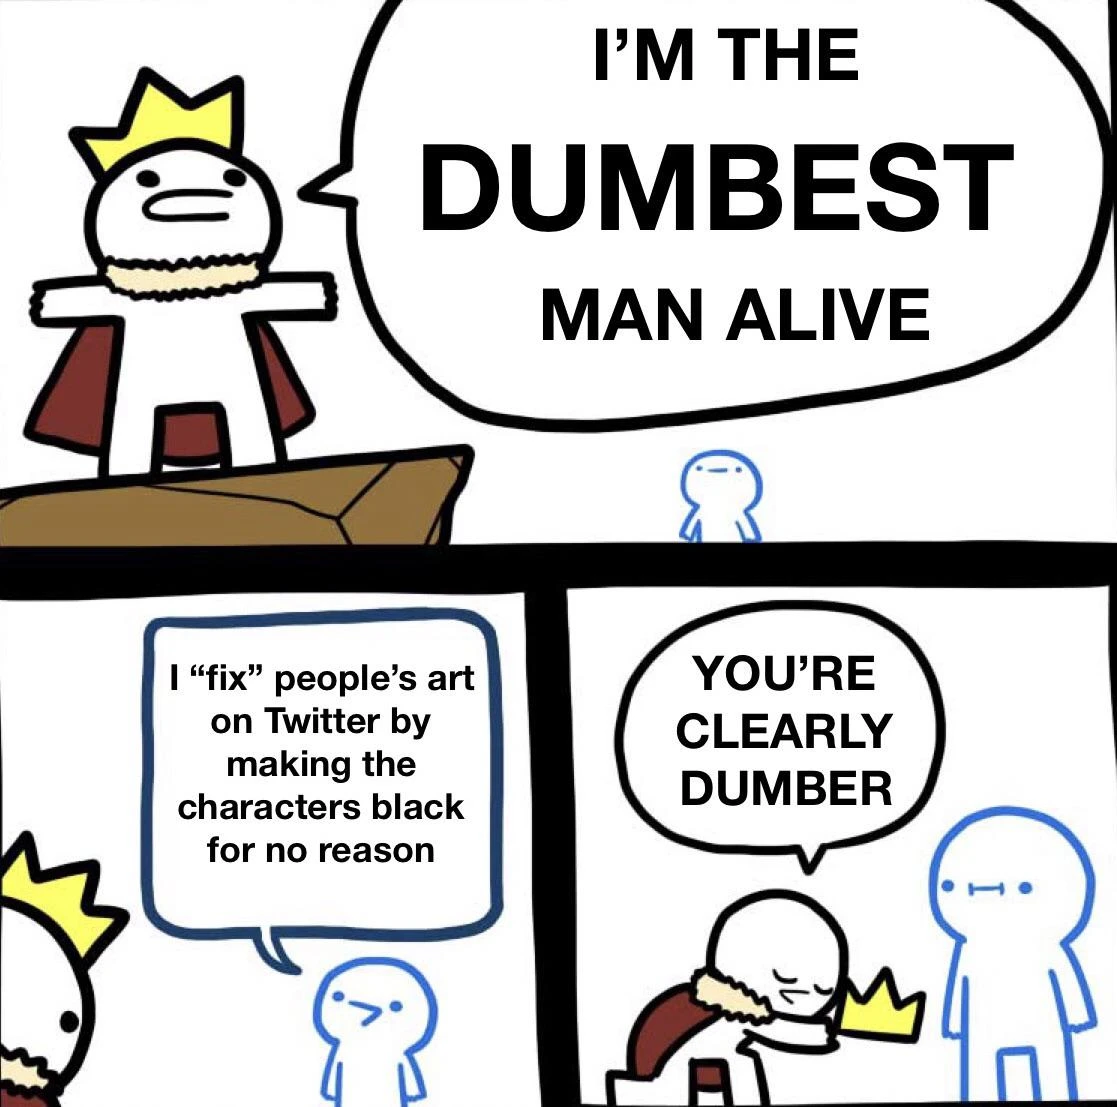 I’M THE
DUMBEST
MAN ALIVE
I “fix” people’s art
on Twitter by
making the
characters black
for no reason
YOU’RE
CLEARLY
DUMBER